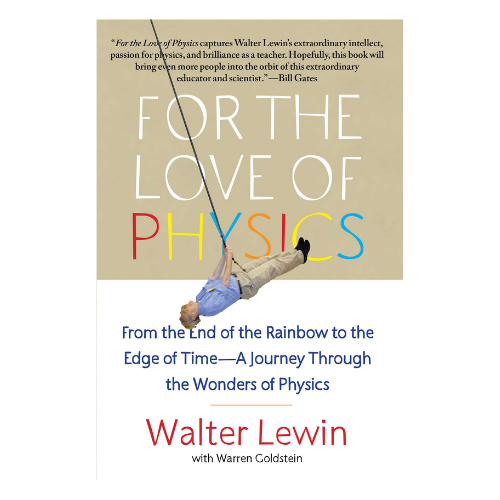 “For the Love of Physics captures Walter Lewin’s extraordinary intellect,
passion for physics, and brilliance as a teacher. Hopefully, this book will
bring even more people into the orbit of this extraordinary
educator and scientist.”—Bill Gates
FOR THE
LOVE OF
PHYSICS
From the End of the Rainbow to the
Edge of Time—A Journey Through
the Wonders of Physics
Walter Lewin
with Warren Goldstein